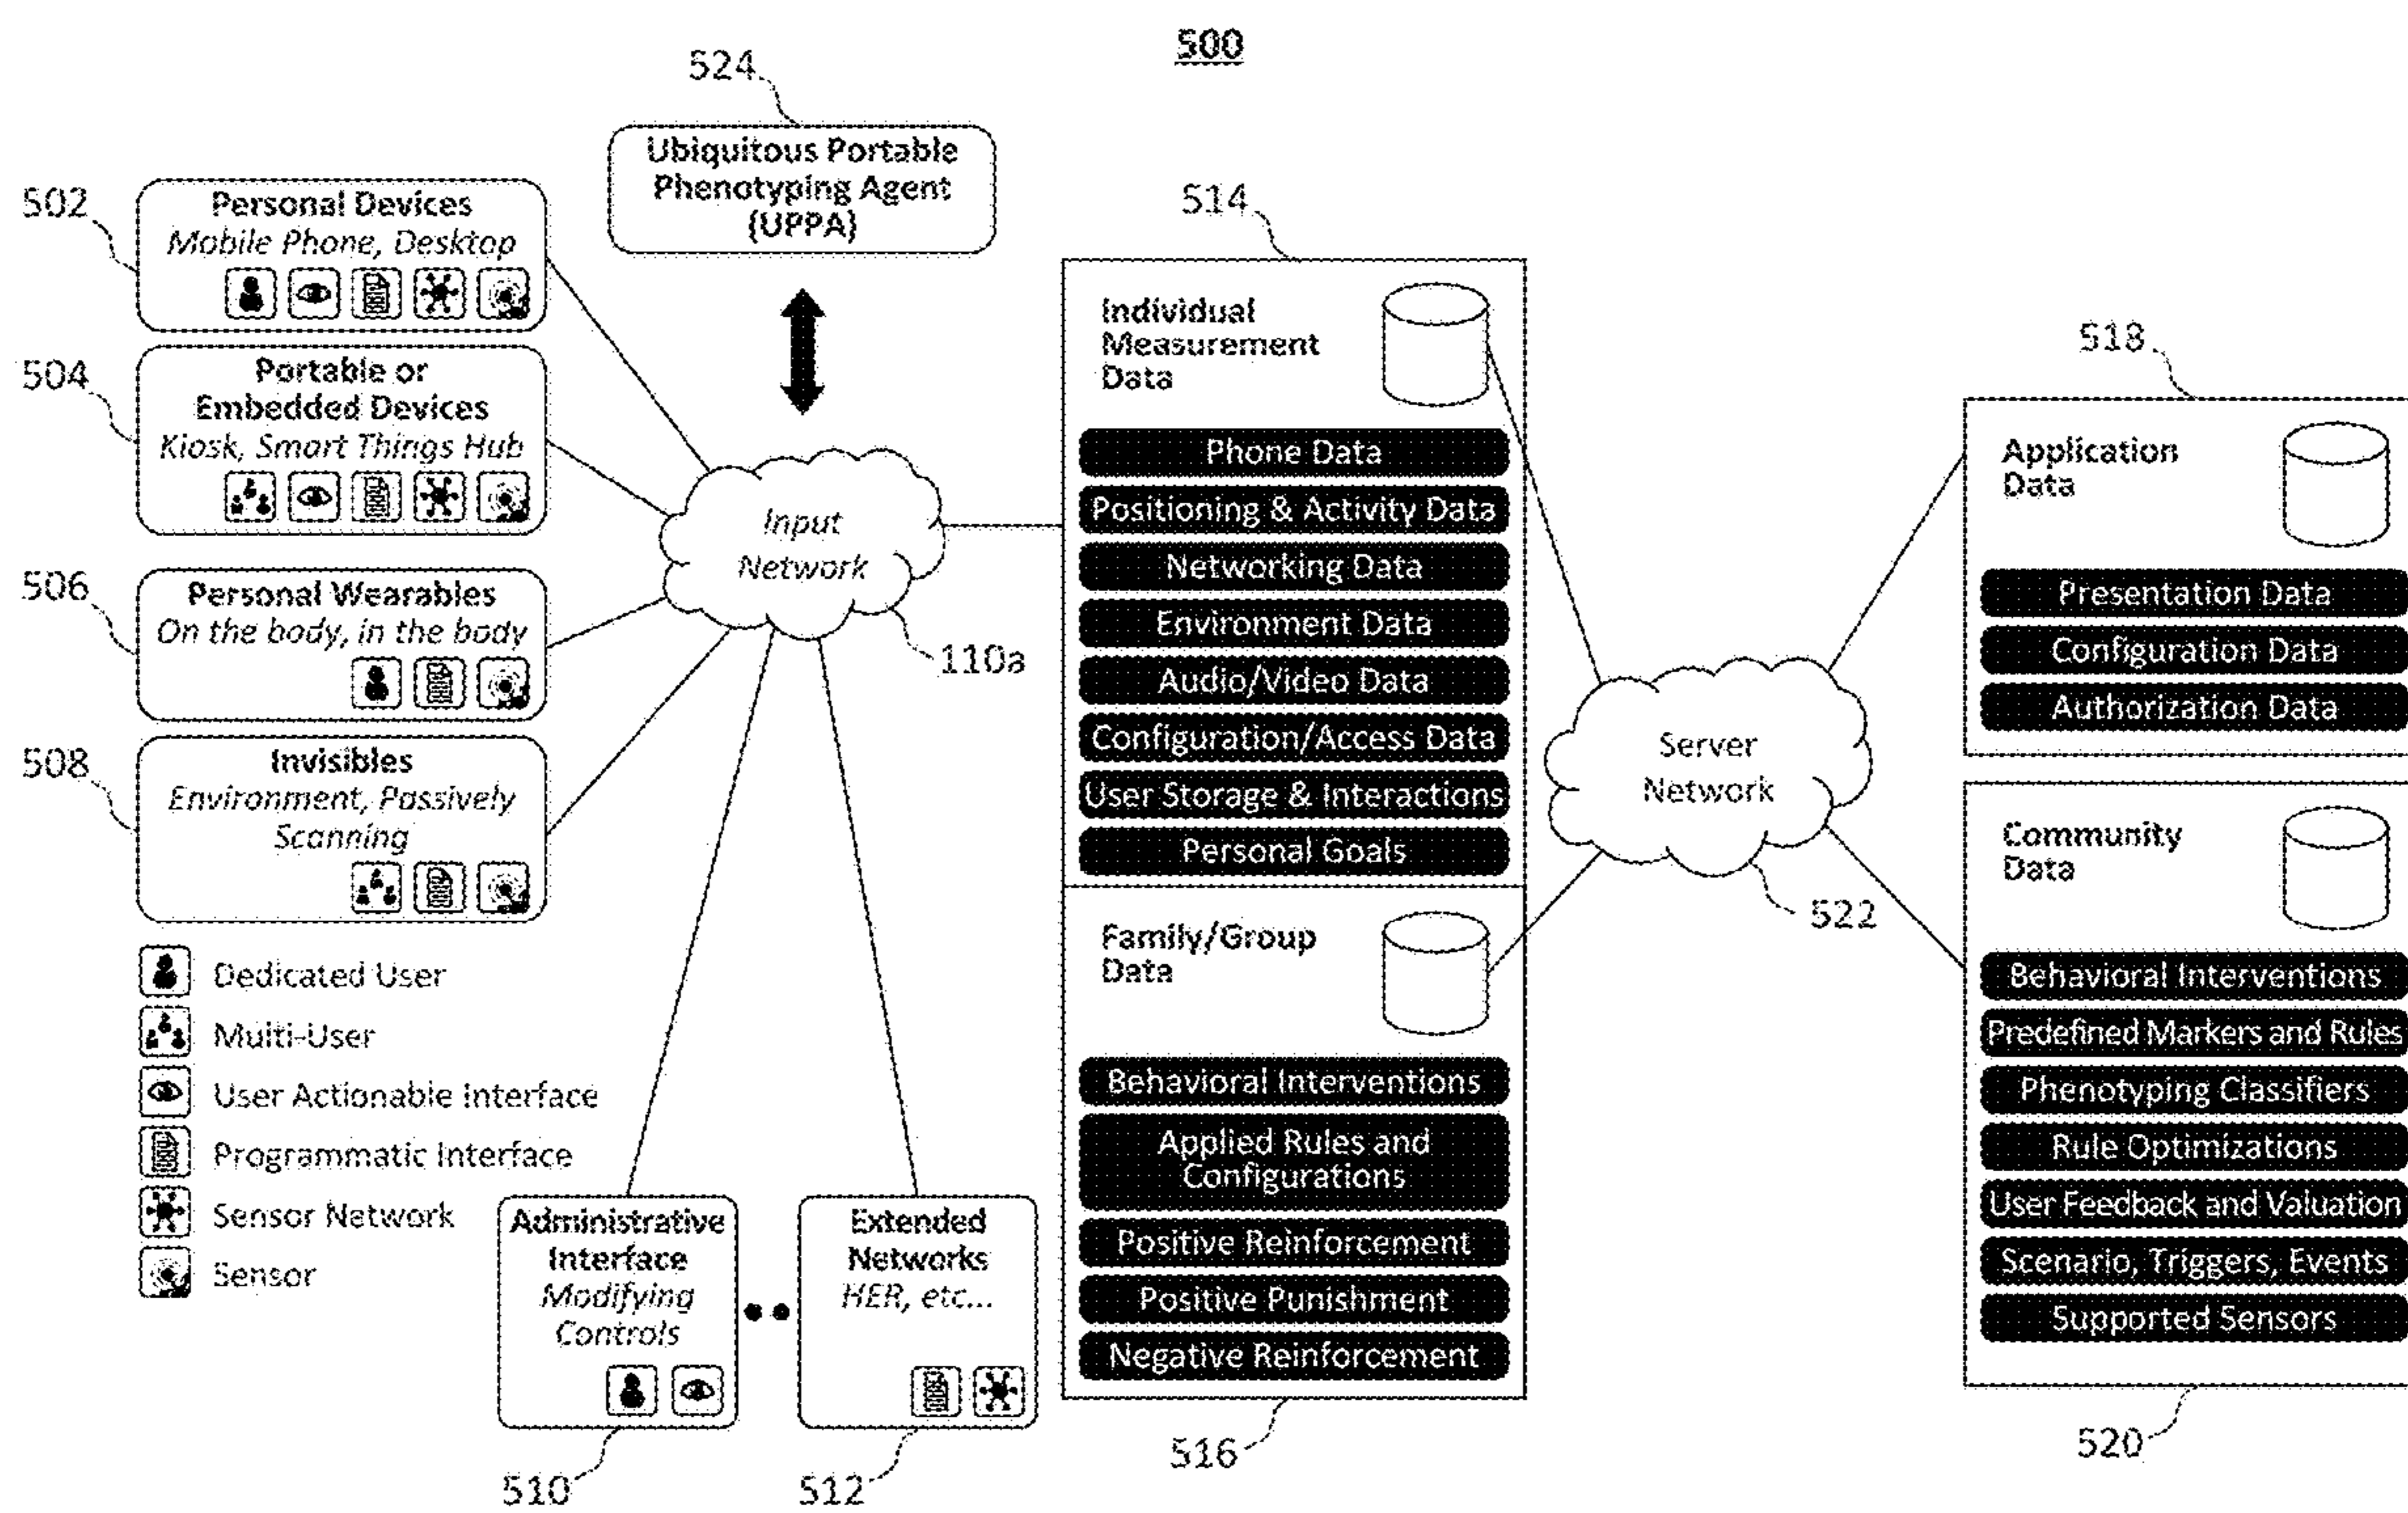 500
524
Ubiquitous Portable
Phenotyping Agent
(UPPA)
502
Personal Devices
Mobile Phone, Desktop
504
Portable or
Embedded Devices
Kiosk, Smart Things Hub
506
Personal Wearables
On the body, in the body
508
Invisibles
Environment, Passively
Scanning
Dedicated User
Multi-User
User Actionable Interface
Programmatic Interface
Sensor Network
Sensor
Input
Network
110a
Administrative
Interface
Modifying
Controls
510
Extended
Networks
HER, etc...
512
514
Individual
Measurement
Data
Phone Data
Positioning & Activity Data
Networking Data
Environment Data
Audio/Video Data
Configuration/Access Data
User Storage & Interactions
Personal Goals
Family/Group
Data
Behavioral Interventions
Applied Rules and
Configurations
Positive Reinforcement
Positive Punishment
Negative Reinforcement
516
Server
Network
522
518
Application
Data
Presentation Data
Configuration Data
Authorization Data
Community
Data
Behavioral Interventions
Predefined Markers and Rules
Phenotyping Classifiers
Rule Optimizations
User Feedback and Valuation
Scenario, Triggers, Events
Supported Sensors
520